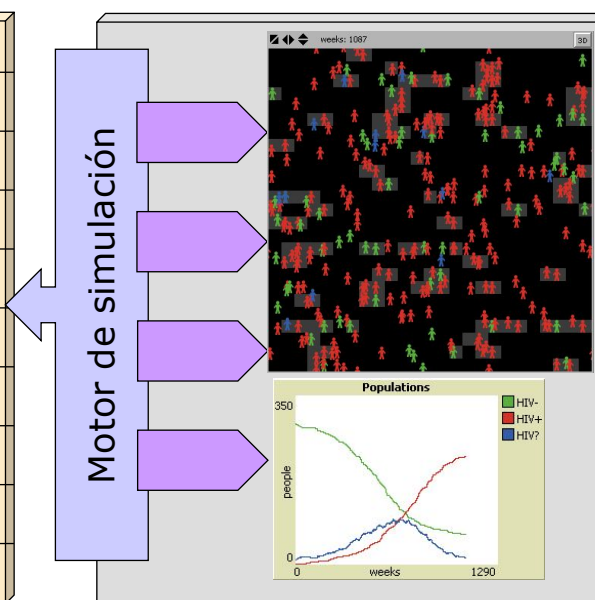 Motor de simulación
weeks: 1087
3D
Populations
350
people
0
0
weeks
1290
HIV-
HIV+
HIV?